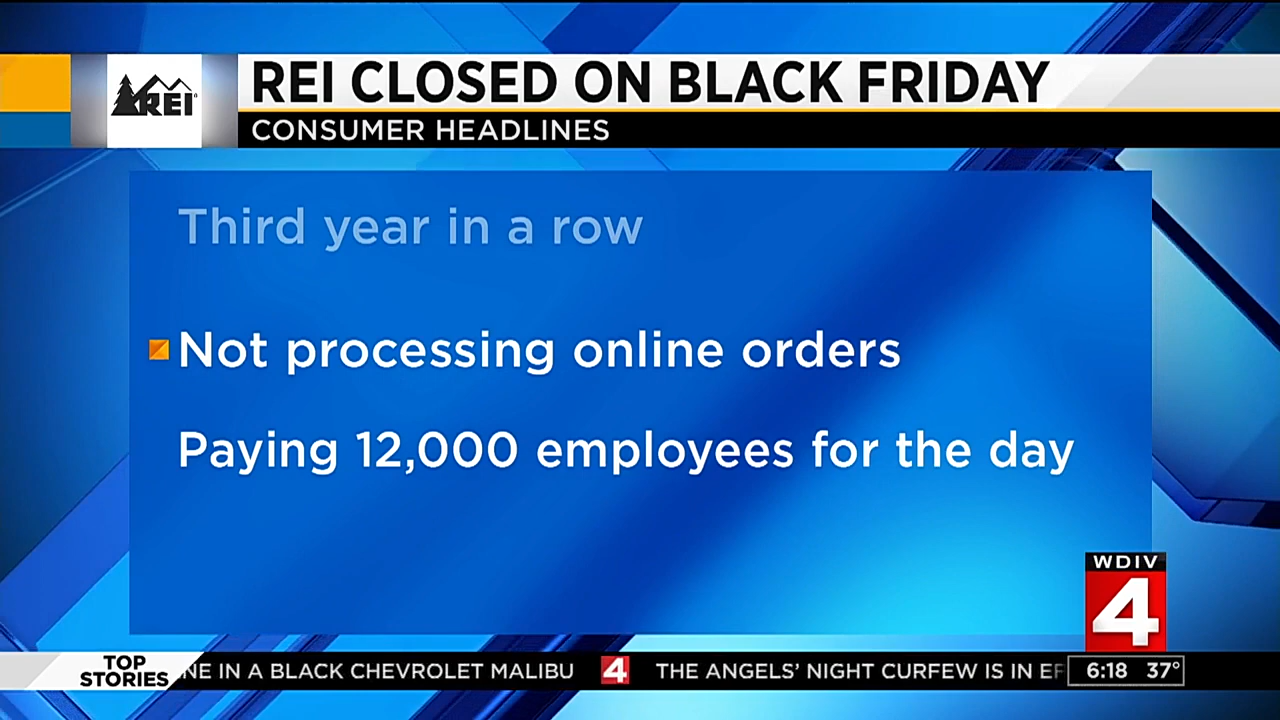 REI
REI CLOSED ON BLACK FRIDAY
CONSUMER HEADLINES
Third year in a row
Not processing online orders
Paying 12,000 employees for the day
WDIV
4
TOP
STORIES
IN A BLACK CHEVROLET MALIBU 4 THE ANGELS' NIGHT CURFEW IS IN
6:18 37°